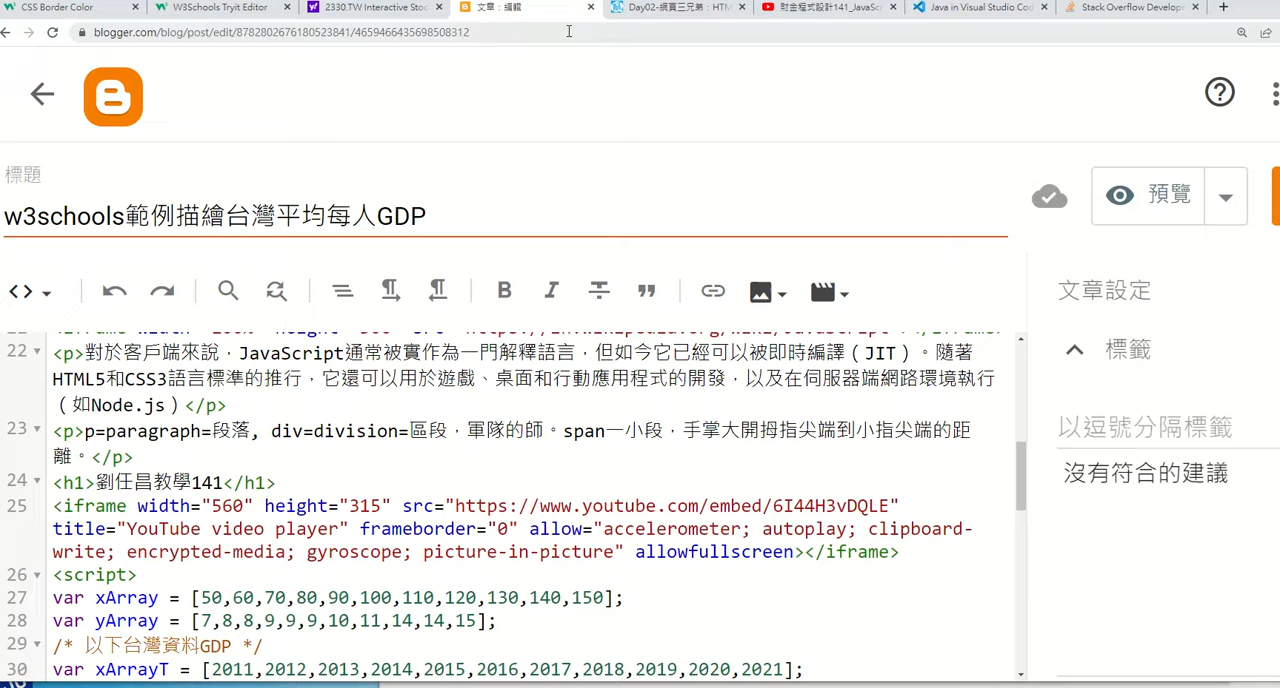 CSS Border Color
W3Schools Tryit Editor
2330.TW Interactive Stoc
文章：編輯
Day02-網頁三兄弟：HTM
財金程式設計141_JavaSc
Java in Visual Studio Cod
Stack Overflow Develope
blogger.com/blog/post/edit/8782802676180523841/4659466435698508312
標題
w3schools範例描繪台灣平均每人GDP
預覽
文章設定
標籤
以逗號分隔標籤
沒有符合的建議
22 <p>對於客戶端來說，JavaScript通常被實作為一門解釋語言，但如今它已經可以被即時編譯（JIT）。隨著
HTML5和CSS3語言標準的推行，它還可以用於遊戲、桌面和行動應用程式的開發，以及在伺服器端網路環境執行
（如Node.js）</p>
23 <p>p=paragraph=段落, div=division=區段，軍隊的師。span一小段，手掌大開拇指尖端到小指尖端的距
離。</p>
24 <h1>劉任昌教學141</h1>
25 <iframe width="560" height="315" src="https://www.youtube.com/embed/6I44H3vDQLE"
title="YouTube video player" frameborder="0" allow="accelerometer; autoplay; clipboard-
write; encrypted-media; gyroscope; picture-in-picture" allowfullscreen></iframe>
26 <script>
27 var xArray = [50,60,70,80,90,100,110,120,130,140,150];
28 var yArray = [7,8,8,9,9,9,10,11,14,14,15];
29 /* 以下台灣資料GDP */
30 var xArrayT = [2011,2012,2013,2014,2015,2016,2017,2018,2019,2020,2021];